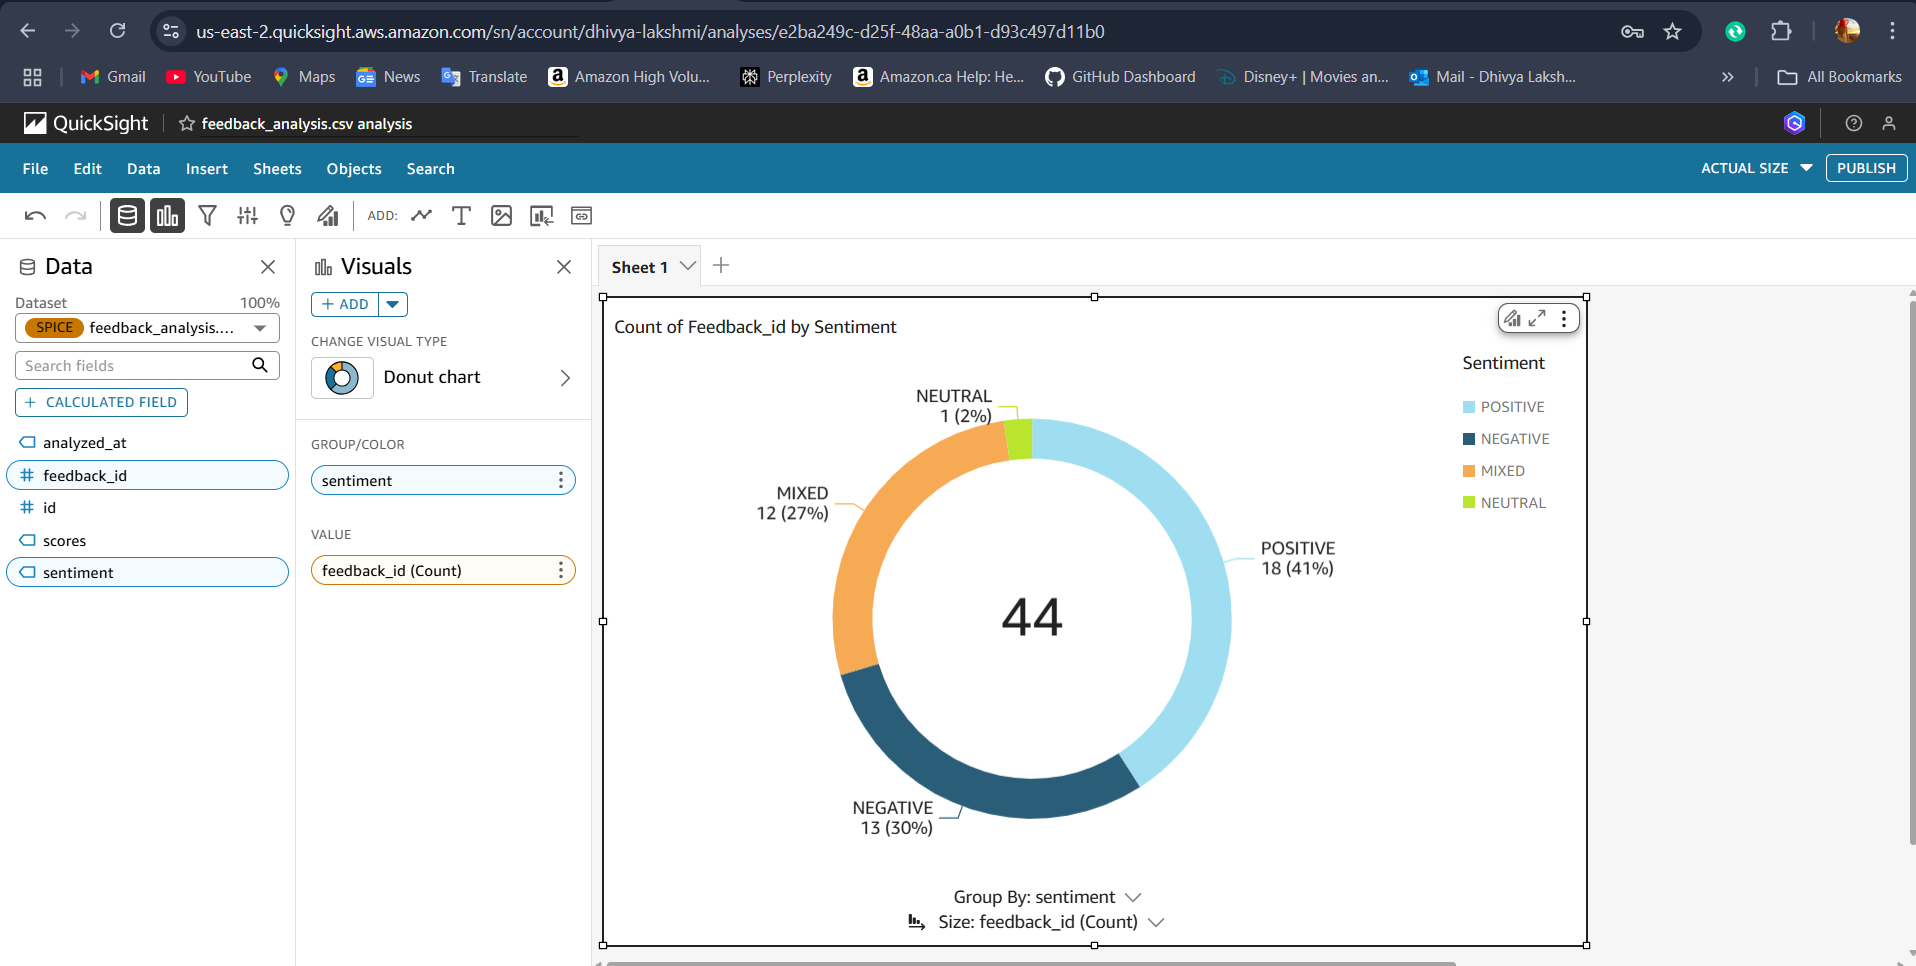 us-east-2.quicksight.aws.amazon.com/sn/account/dhivya-lakshmi/analyses/e2ba249c-d25f-48aa-a0b1-d93c497d11b0
Gmail YouTube Maps News Translate Amazon High Volu... Perplexity Amazon.ca Help: He... GitHub Dashboard Disney+ | Movies an... Mail - Dhivya Laksh... » All Bookmarks
QuickSight feedback_analysis.csv analysis
File Edit Data Insert Sheets Objects Search ACTUAL SIZE PUBLISH
ADD:
Data
Dataset 100%
SPICE feedback_analysis....
Search fields
+ CALCULATED FIELD
analyzed_at
# feedback_id
# id
scores
sentiment
Visuals
+ ADD
CHANGE VISUAL TYPE
Donut chart
GROUP/COLOR
sentiment
VALUE
feedback_id (Count)
Sheet 1
Count of Feedback_id by Sentiment
Sentiment
POSITIVE
NEGATIVE
MIXED
NEUTRAL
NEUTRAL
1 (2%)
MIXED
12 (27%)
POSITIVE
18 (41%)
44
NEGATIVE
13 (30%)
Group By: sentiment
Size: feedback_id (Count)